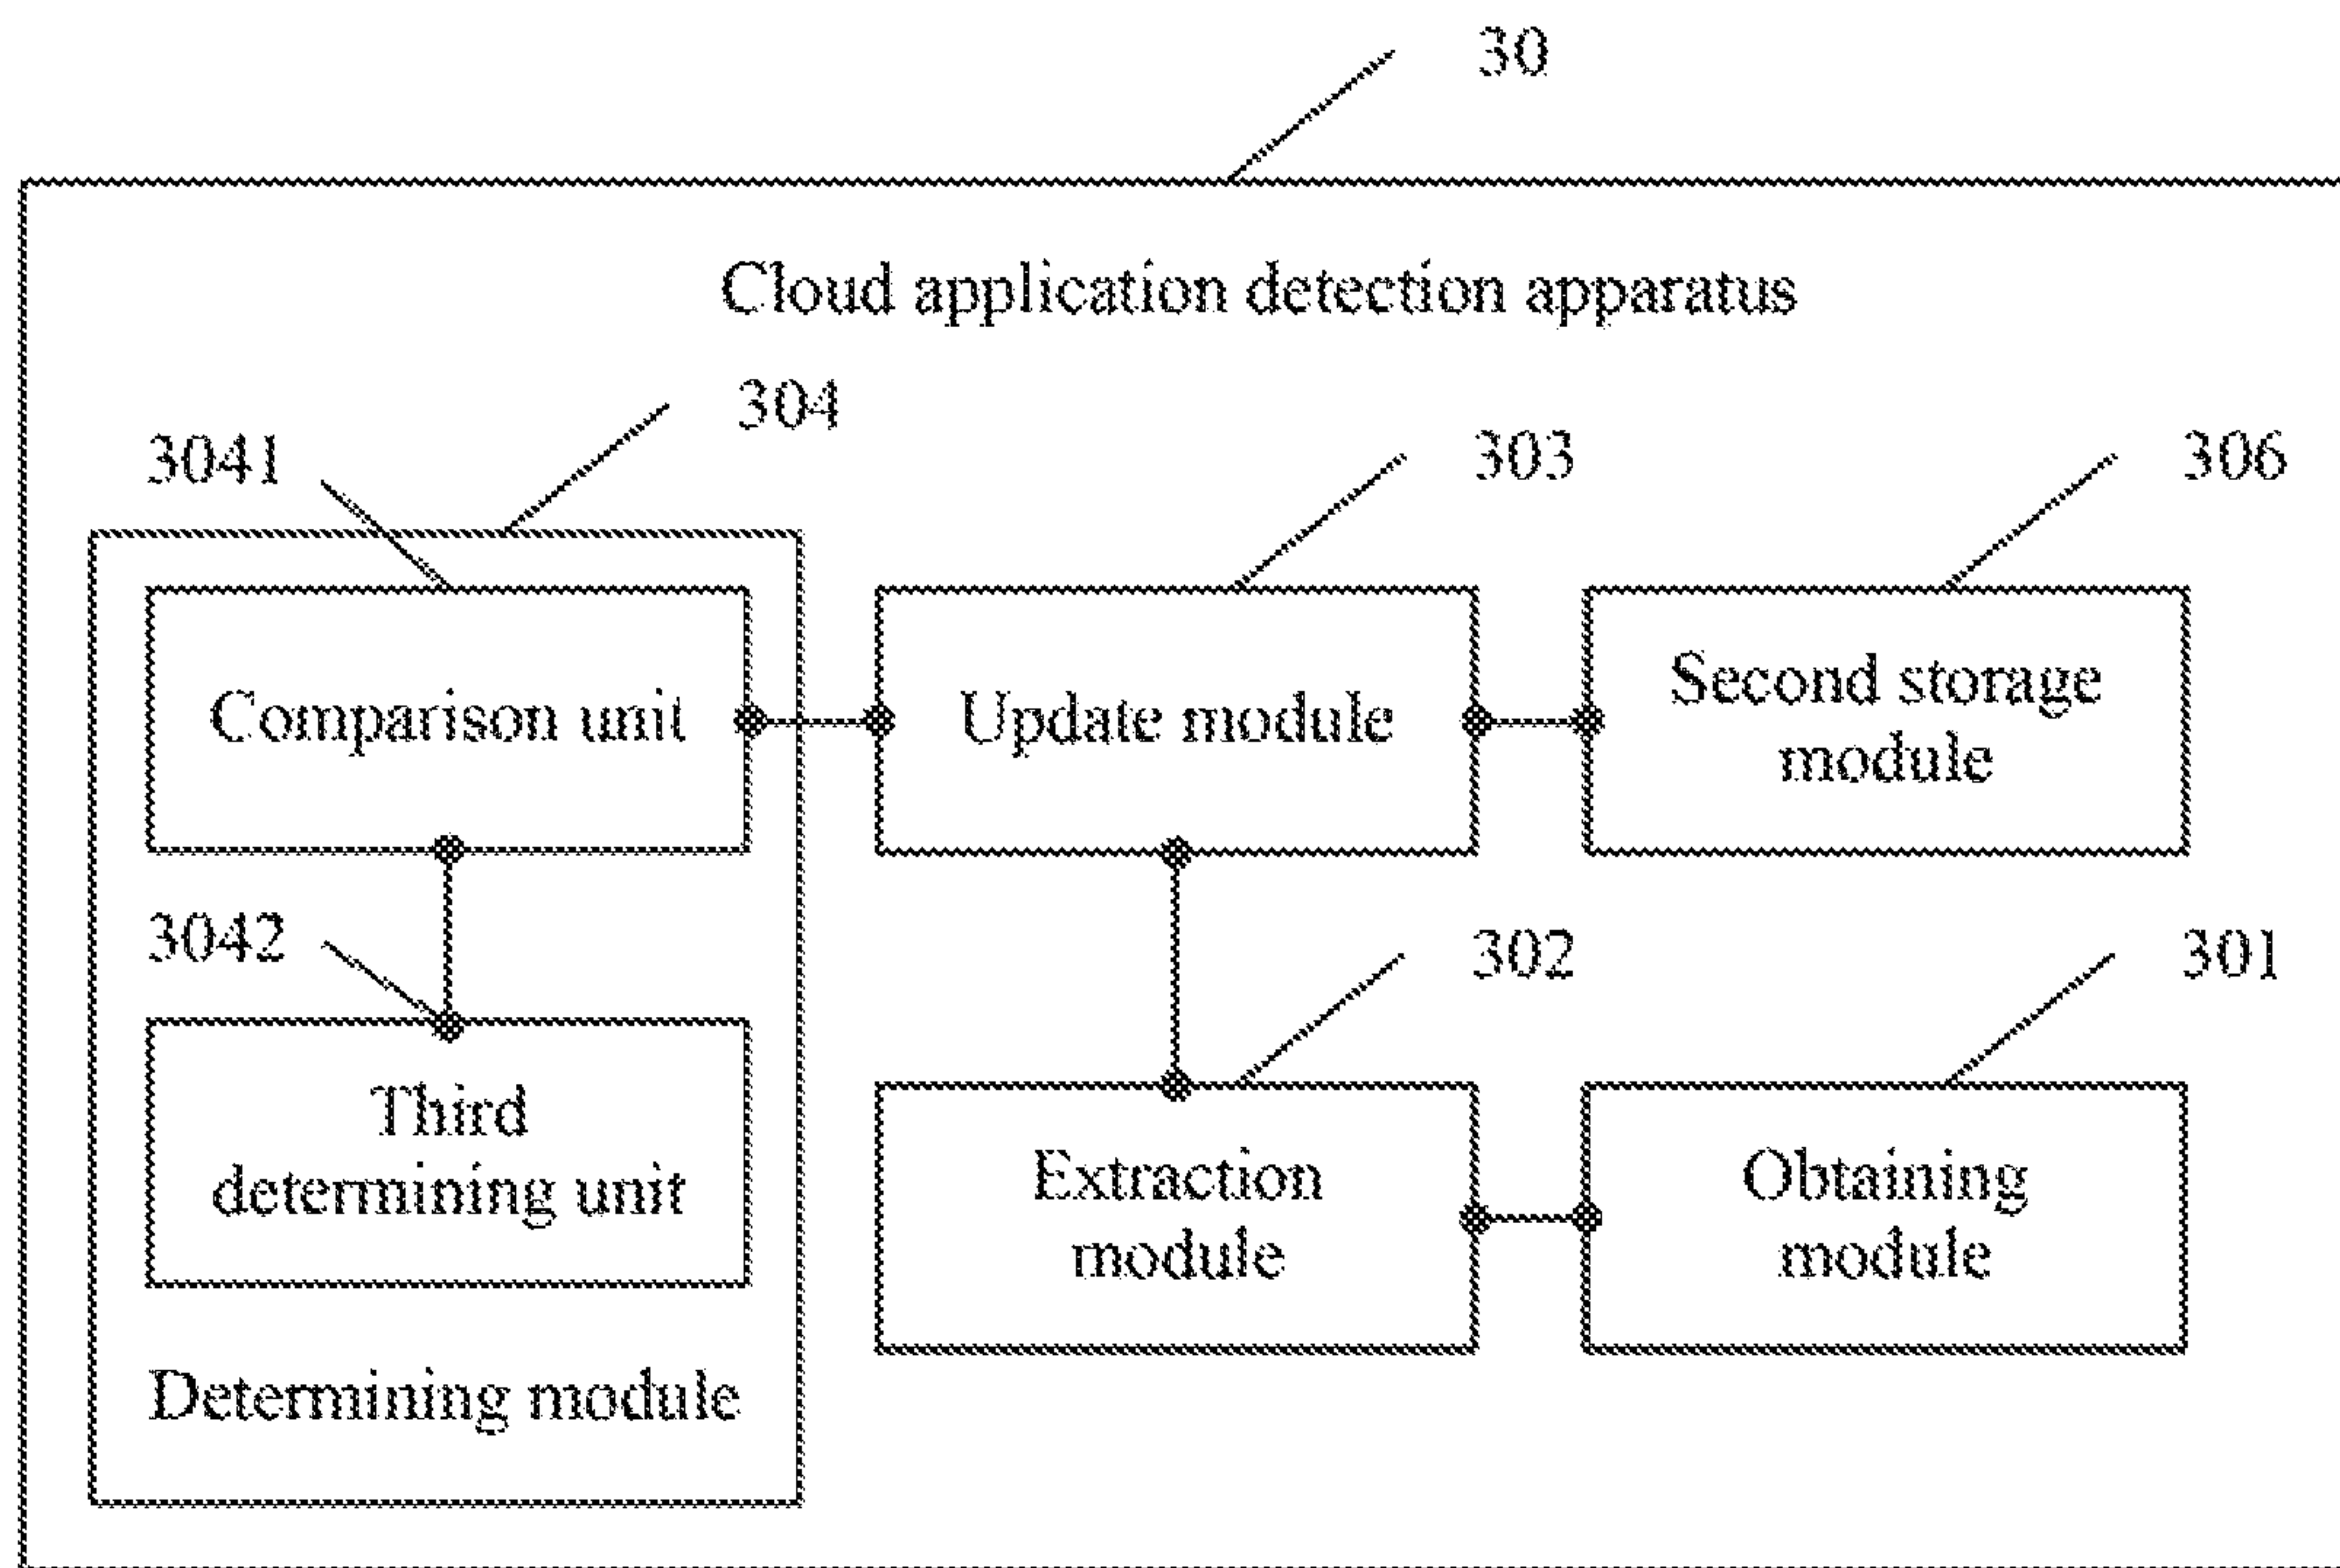 30
Cloud application detection apparatus
304
3041
303
306
Comparison unit
Update module
Second storage
module
3042
302
301
Third
determining unit
Extraction
module
Obtaining
module
Determining module